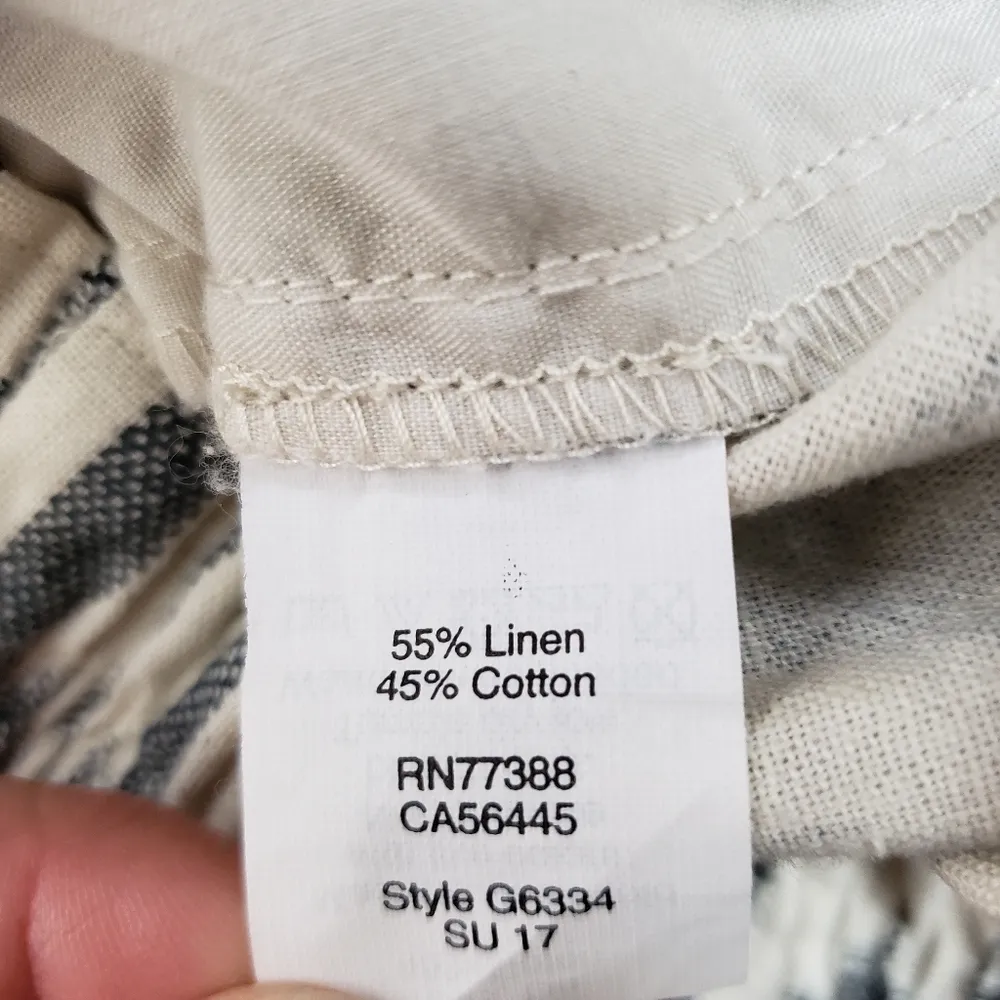 55% Linen
45% Cotton
RN77388
CA56445
Style G6334
SU 17